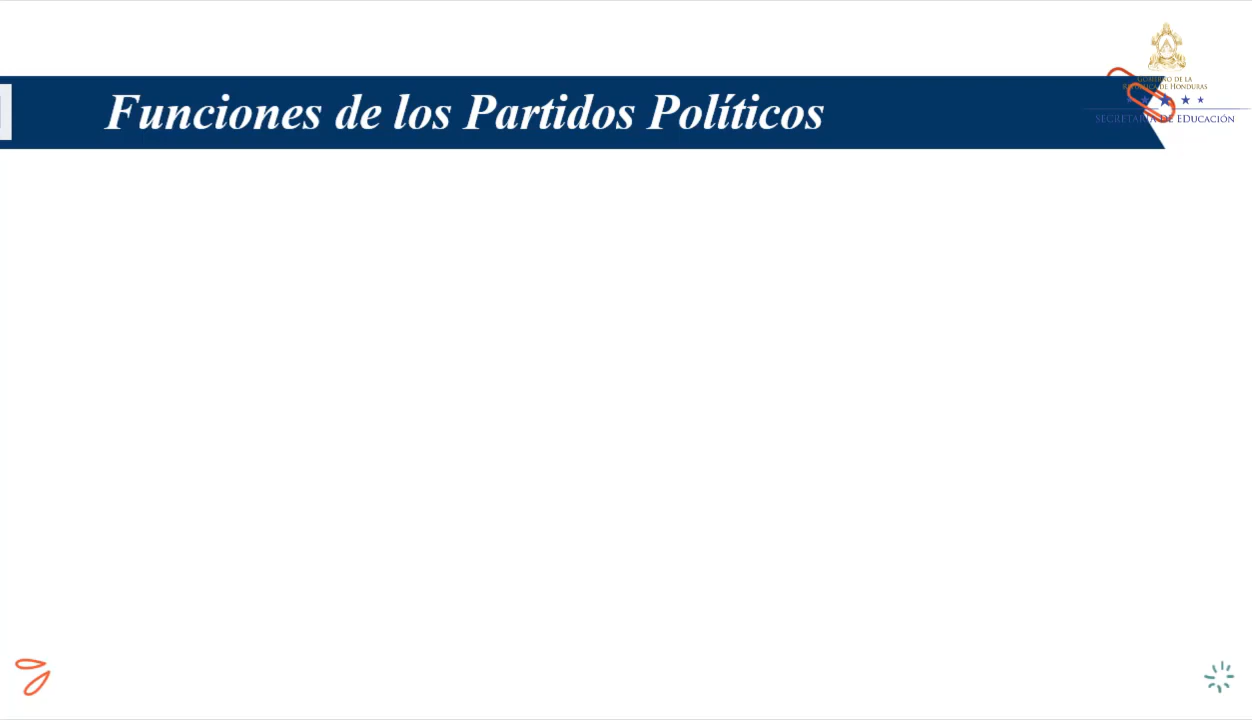 GOBIERNO DE LA
REPÚBLICA DE HONDURAS
SECRETARÍA DE EDUCACIÓN
Funciones de los Partidos Políticos